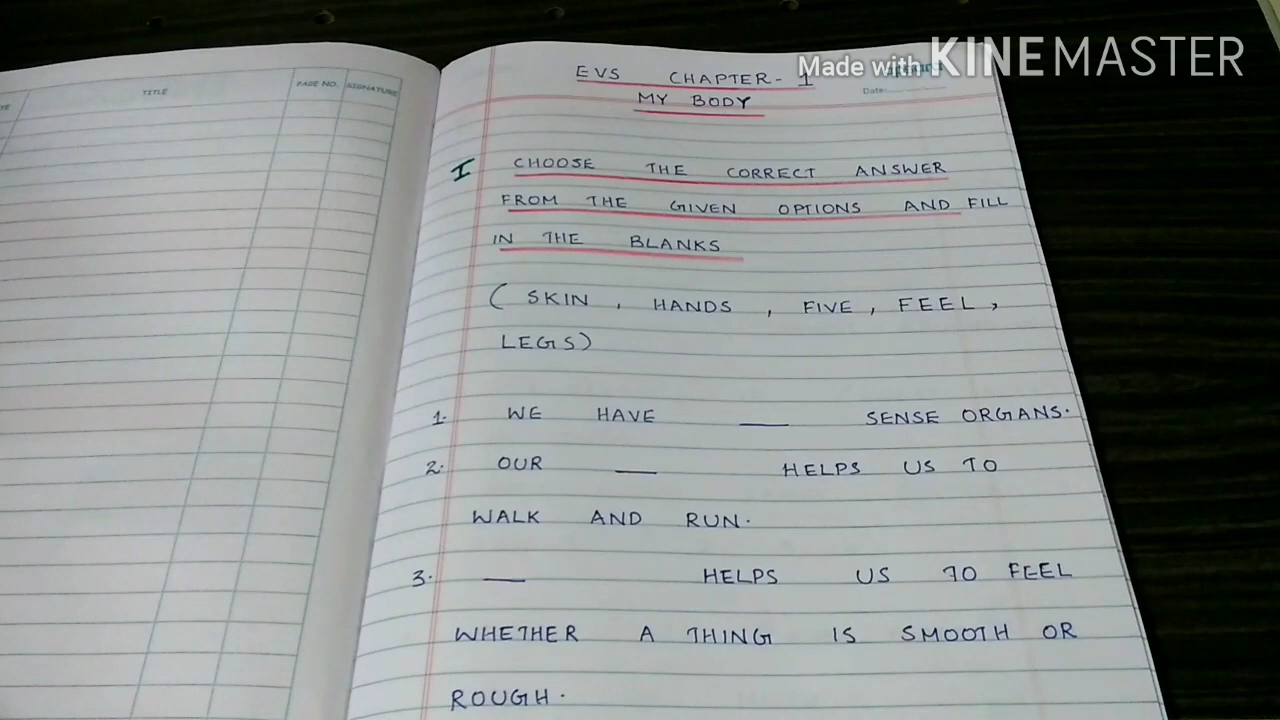 TITLE
PAGE NO.
SIGNATURE
Made with KINEMASTER
Date:
EVS CHAPTER-1
MY BODY
I CHOOSE THE CORRECT ANSWER
FROM THE GIVEN OPTIONS AND FILL
IN THE BLANKS
( SKIN , HANDS , FIVE , FEEL ,
LEGS)
1. WE HAVE ___ SENSE ORGANS.
2. OUR ___ HELPS US TO
WALK AND RUN.
3. ___ HELPS US TO FEEL
WHETHER A THING IS SMOOTH OR
ROUGH.